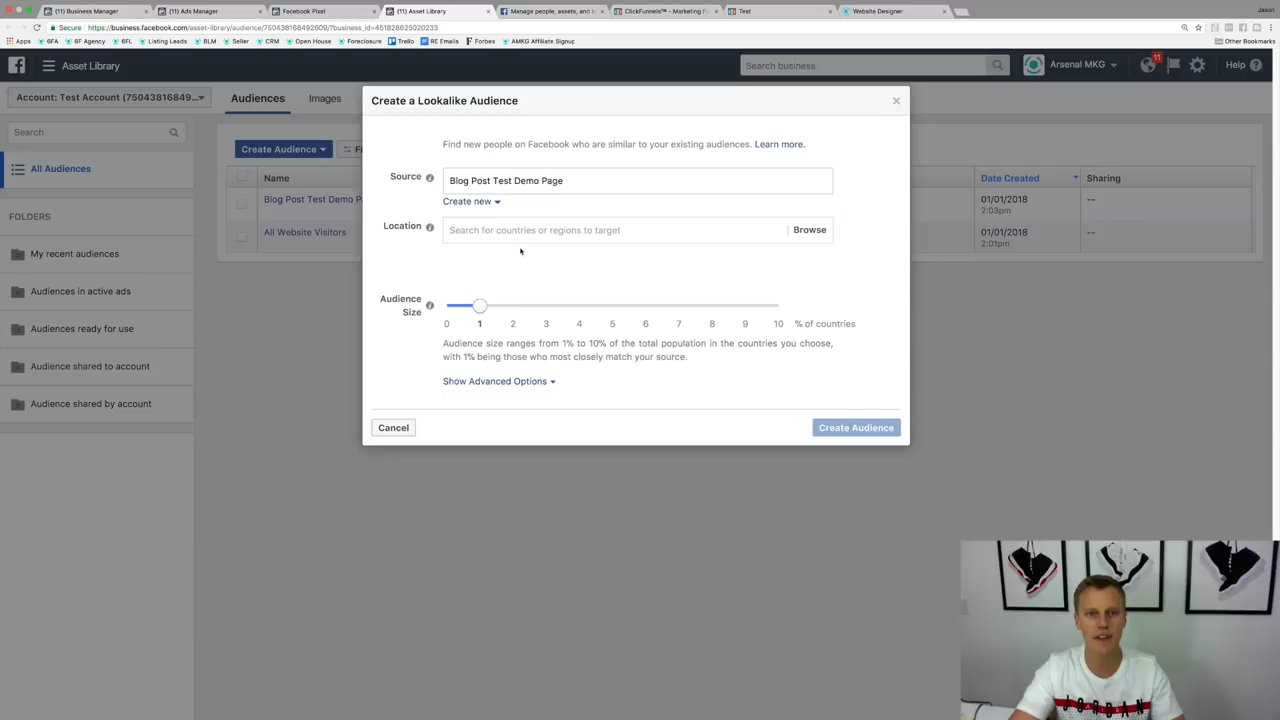 (11) Business Manager
(11) Ads Manager
Facebook Pixel
(11) Asset Library
Manage people, assets, and
ClickFunnels™ - Marketing
Test
Website Designer
Jason
Secure
https://business.facebook.com/asset-library/audience/750438168492609/?business_id=451828625020233
Apps
6FA
6F Agency
6FL
Listing Leads
BLM
Seller
CRM
Open House
Foreclosure
Trello
RE Emails
Forbes
AMKG Affiliate Signup
Other Bookmarks
Asset Library
Search business
Arsenal MKG
11
Help
Account: Test Account (75043816849...
Audiences
Images
Create a Lookalike Audience
Search
Create Audience
Find new people on Facebook who are similar to your existing audiences. Learn more.
All Audiences
Name
Date Created
Sharing
Source
Blog Post Test Demo Page
Blog Post Test Demo P
Create new
01/01/2018
2:03pm
--
FOLDERS
Location
Search for countries or regions to target
Browse
All Website Visitors
01/01/2018
2:01pm
--
My recent audiences
Audiences in active ads
Audiences ready for use
Audience shared to account
Audience shared by account
Audience
Size
0 1 2 3 4 5 6 7 8 9 10 % of countries
Audience size ranges from 1% to 10% of the total population in the countries you choose,
with 1% being those who most closely match your source.
Show Advanced Options
Cancel
Create Audience
JORDAN